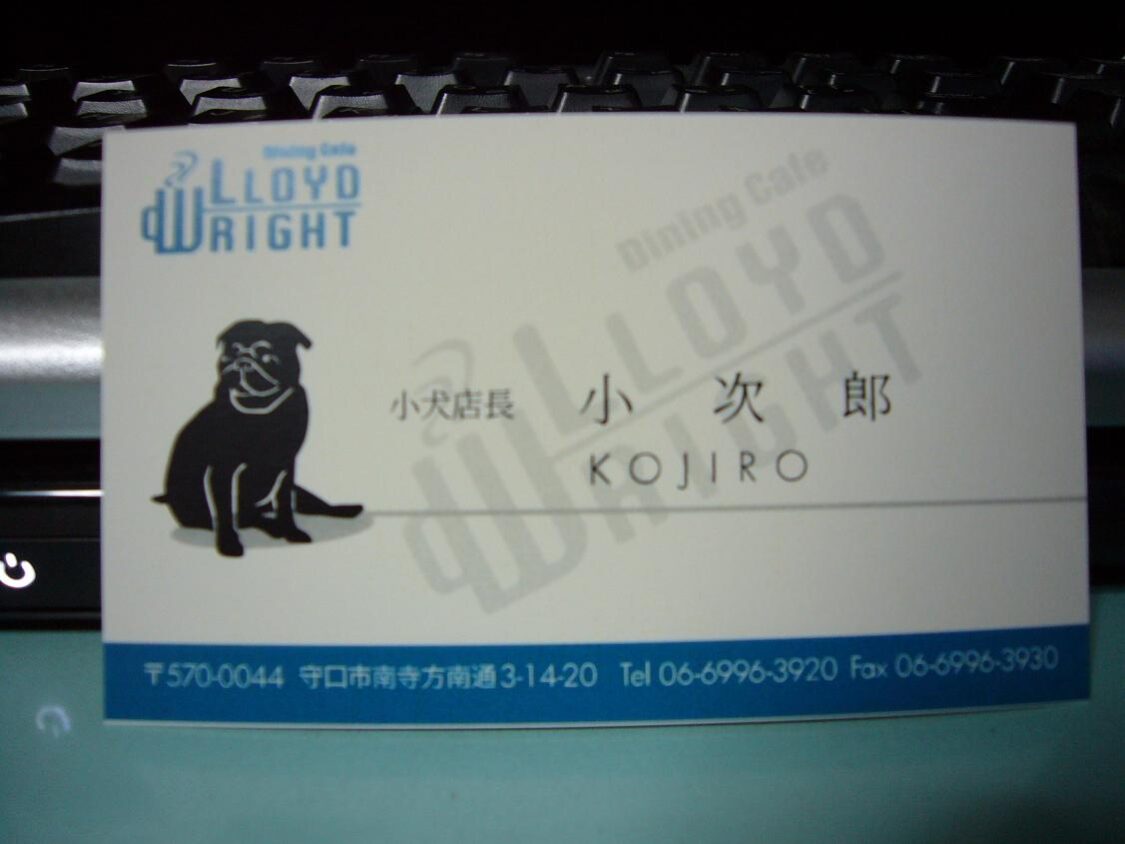 Dining Cafe
LLOYD
WRIGHT
Dining Cafe
LLOYD
WRIGHT
小犬店長 小次郎
KOJIRO
〒570-0044 守口市南寺方南通3-14-20 Tel 06-6996-3920 Fax 06-6996-3930